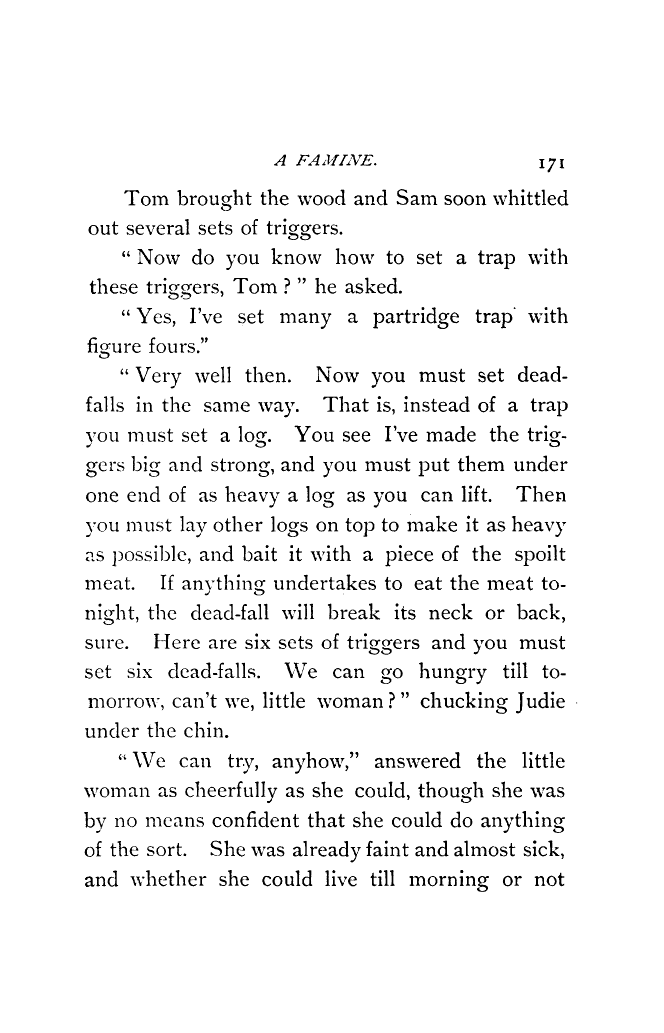 A FAMINE. 171
Tom brought the wood and Sam soon whittled
out several sets of triggers.
“ Now do you know how to set a trap with
these triggers, Tom ? ” he asked.
“ Yes, I've set many a partridge trap with
figure fours.”
“ Very well then. Now you must set dead-
falls in the same way. That is, instead of a trap
you must set a log. You see I've made the trig-
gers big and strong, and you must put them under
one end of as heavy a log as you can lift. Then
you must lay other logs on top to make it as heavy
as possible, and bait it with a piece of the spoilt
meat. If anything undertakes to eat the meat to-
night, the dead-fall will break its neck or back,
sure. Here are six sets of triggers and you must
set six dead-falls. We can go hungry till to-
morrow, can't we, little woman ? ” chucking Judie
under the chin.
“ We can try, anyhow,” answered the little
woman as cheerfully as she could, though she was
by no means confident that she could do anything
of the sort. She was already faint and almost sick,
and whether she could live till morning or not